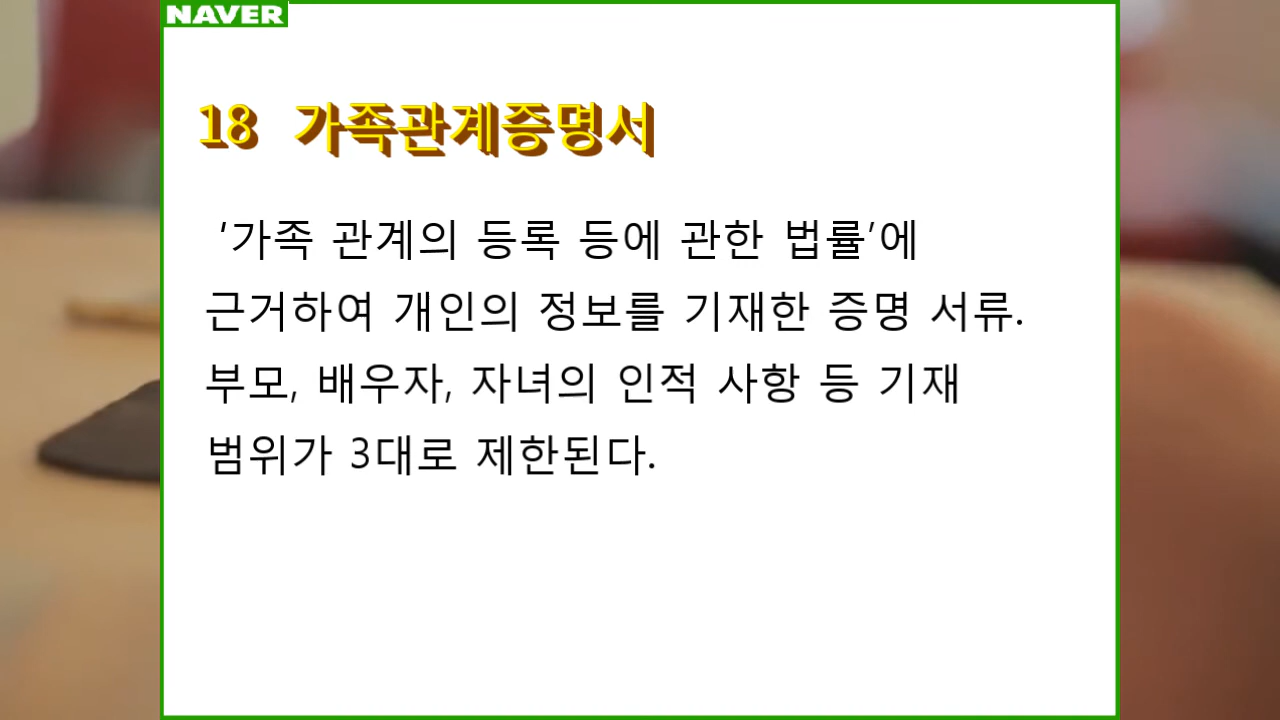 NAVER
18 가족관계증명서
'가족 관계의 등록 등에 관한 법률'에
근거하여 개인의 정보를 기재한 증명 서류.
부모, 배우자, 자녀의 인적 사항 등 기재
범위가 3대로 제한된다.